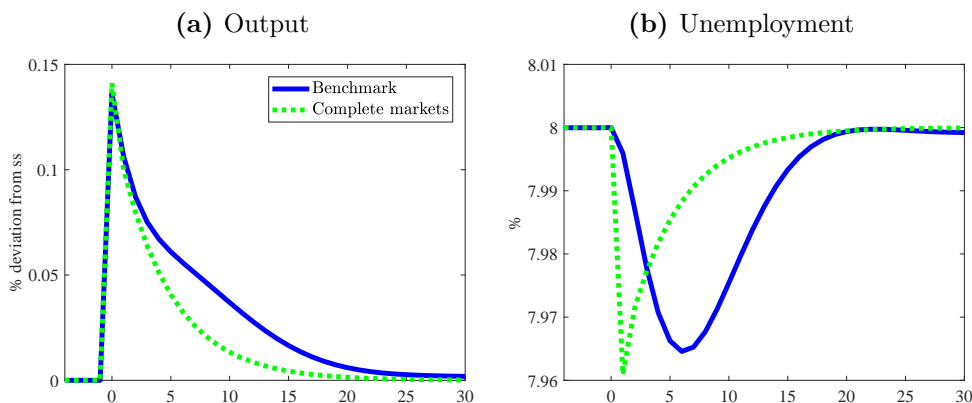 (a) Output
% deviation from ss
0.15
0.1
0.05
0
0 5 10 15 20 25 30
Benchmark
Complete markets
(b) Unemployment
%
8.01
8
7.99
7.98
7.97
7.96
0 5 10 15 20 25 30